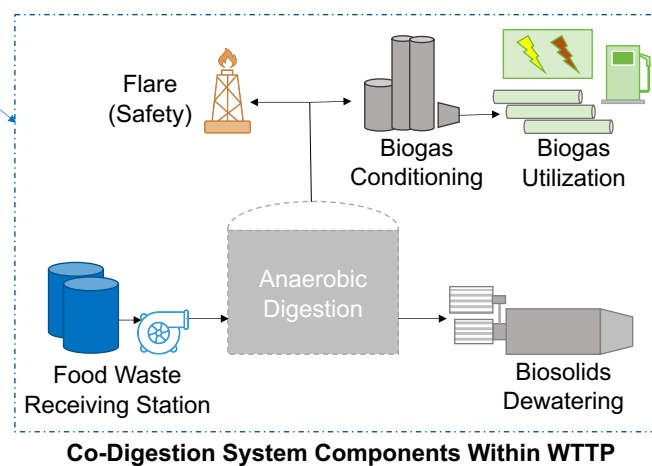 Flare
(Safety)
Biogas
Conditioning
Biogas
Utilization
Anaerobic
Digestion
Food Waste
Receiving Station
Biosolids
Dewatering
Co-Digestion System Components Within WTTP